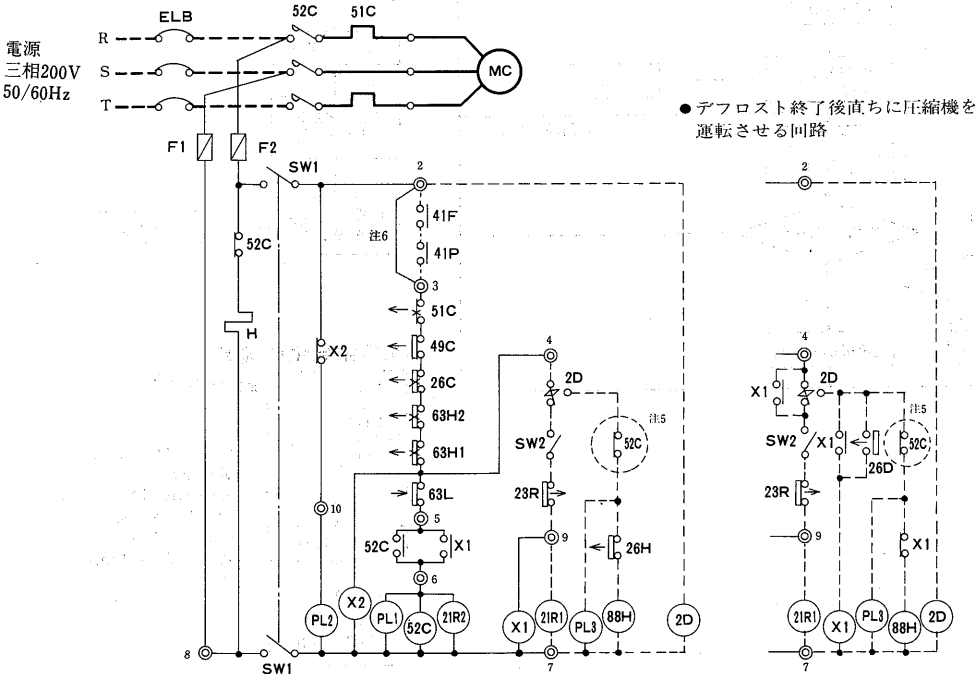 ELB
52C
51C
電源
三相200V
50/60Hz
R
S
T
MC
●デフロスト終了後直ちに圧縮機を
運転させる回路
F1
F2
SW1
2
2
41F
注6
41P
52C
3
51C
H
X2
49C
4
4
26C
2D
X1
2D
63H2
注5
注5
SW2
52C
SW2
X1
52C
63H1
26D
63L
23R
23R
10
5
52C
X1
9
26H
9
X1
6
PL2
X2
PL1
52C
21R2
X1
21R1
PL3
88H
2D
21R1
X1
PL3
88H
2D
8
SW1
7
7